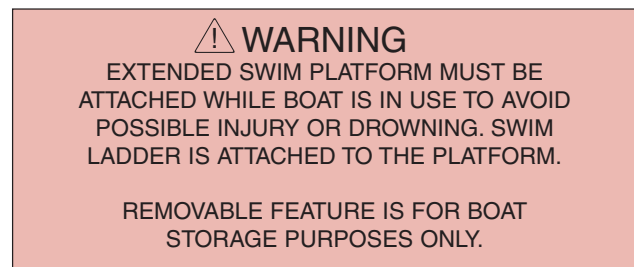 ⚠ WARNING
EXTENDED SWIM PLATFORM MUST BE
ATTACHED WHILE BOAT IS IN USE TO AVOID
POSSIBLE INJURY OR DROWNING. SWIM
LADDER IS ATTACHED TO THE PLATFORM.
REMOVABLE FEATURE IS FOR BOAT
STORAGE PURPOSES ONLY.